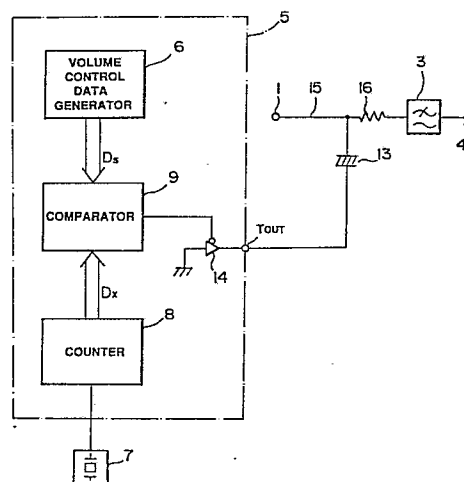 5
6
VOLUME
CONTROL
DATA
GENERATOR
Ds
9
COMPARATOR
14
TOUT
Dx
8
COUNTER
7
1
15
16
3
4
13